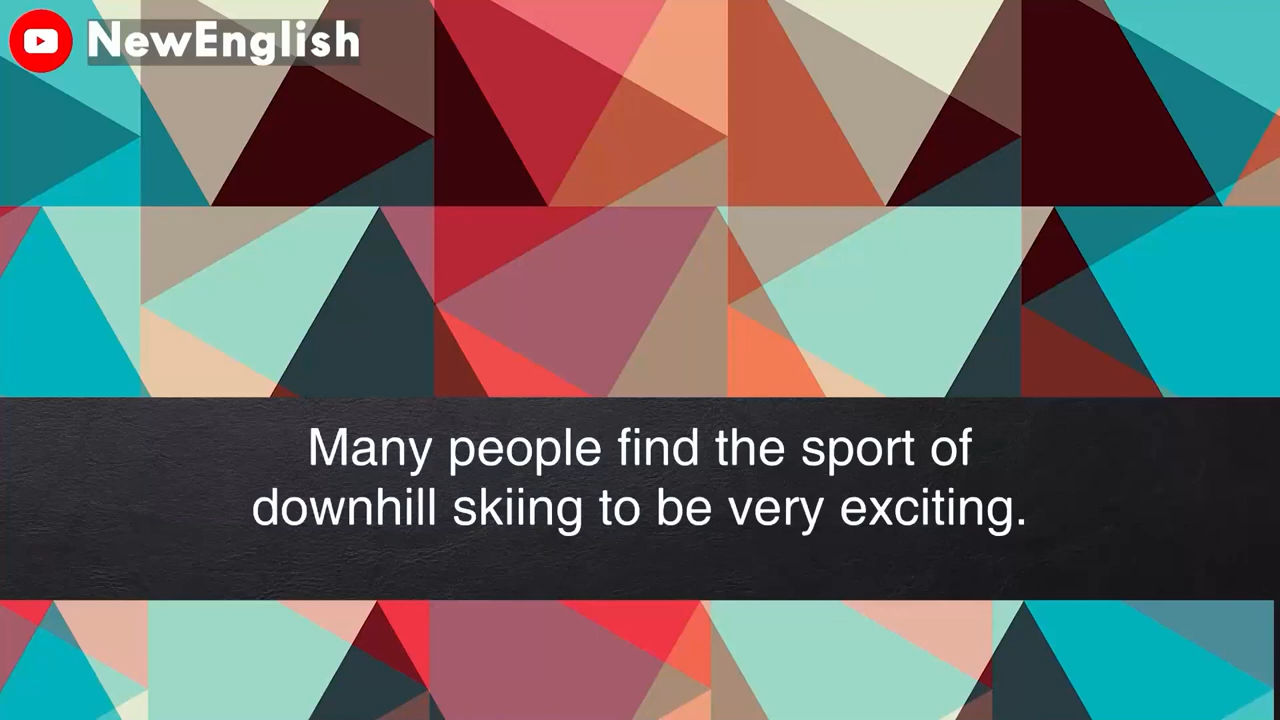 NewEnglish
Many people find the sport of
downhill skiing to be very exciting.